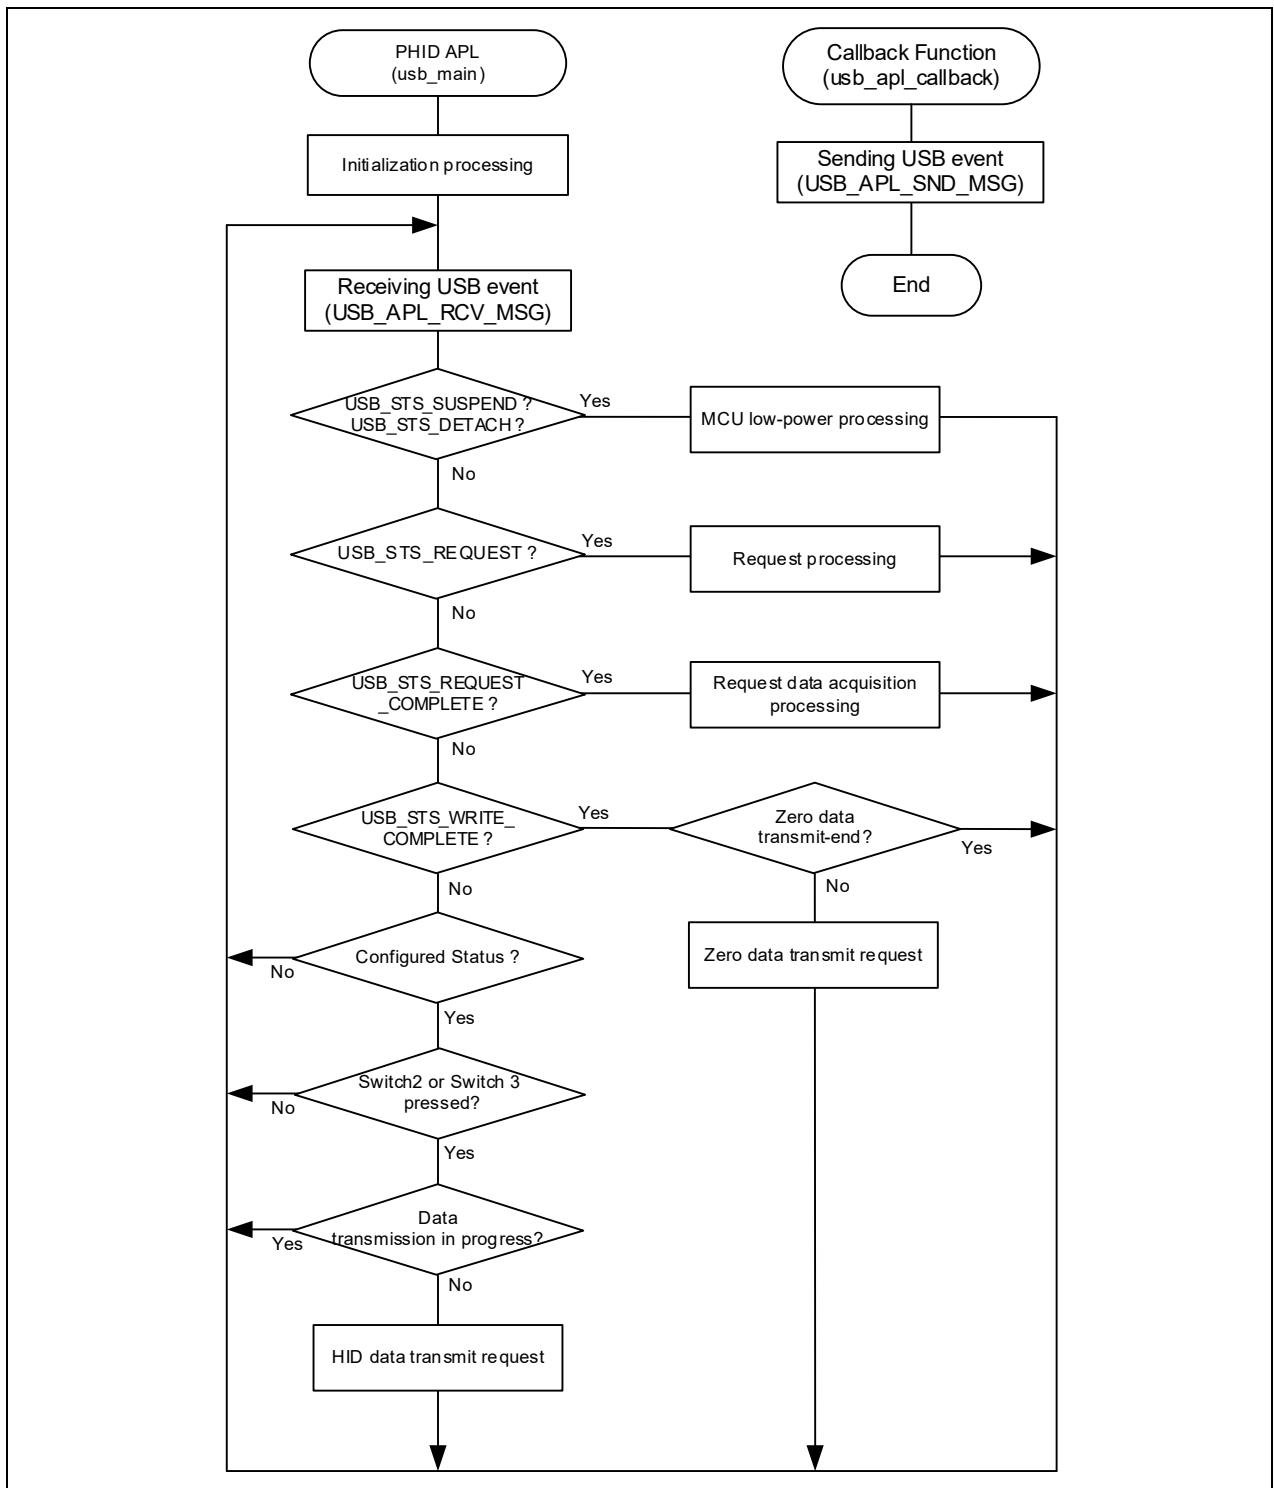 PHID APL
(usb_main)
Callback Function
(usb_apl_callback)
Initialization processing
Sending USB event
(USB_APL_SND_MSG)
Receiving USB event
(USB_APL_RCV_MSG)
End
USB_STS_SUSPEND ?
USB_STS_DETACH ?
Yes
MCU low-power processing
No
USB_STS_REQUEST ?
Yes
Request processing
No
USB_STS_REQUEST
_COMPLETE ?
Yes
Request data acquisition
processing
No
USB_STS_WRITE_
COMPLETE ?
Yes
Zero data
transmit-end?
Yes
No
No
Zero data transmit request
Configured Status ?
No
Yes
Switch2 or Switch 3
pressed?
No
Yes
Data
transmission in progress?
Yes
No
HID data transmit request